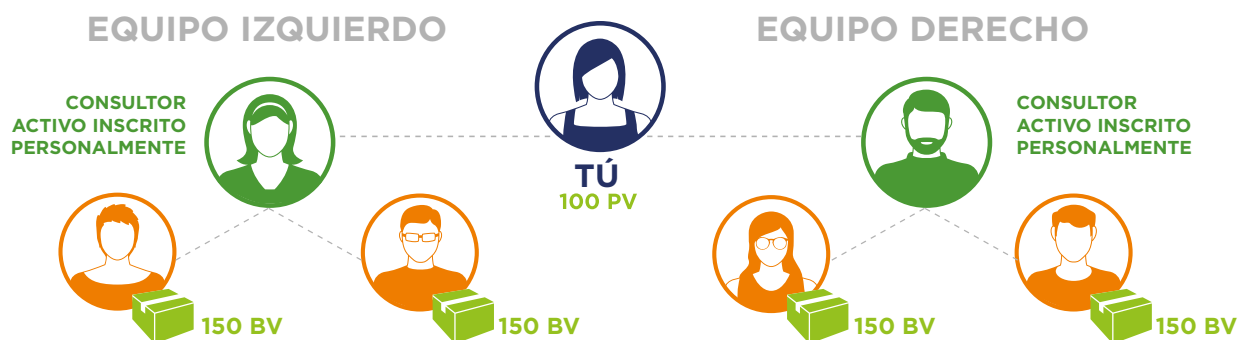 EQUIPO IZQUIERDO
EQUIPO DERECHO
CONSULTOR
ACTIVO INSCRITO
PERSONALMENTE
TÚ
100 PV
CONSULTOR
ACTIVO INSCRITO
PERSONALMENTE
150 BV
150 BV
150 BV
150 BV